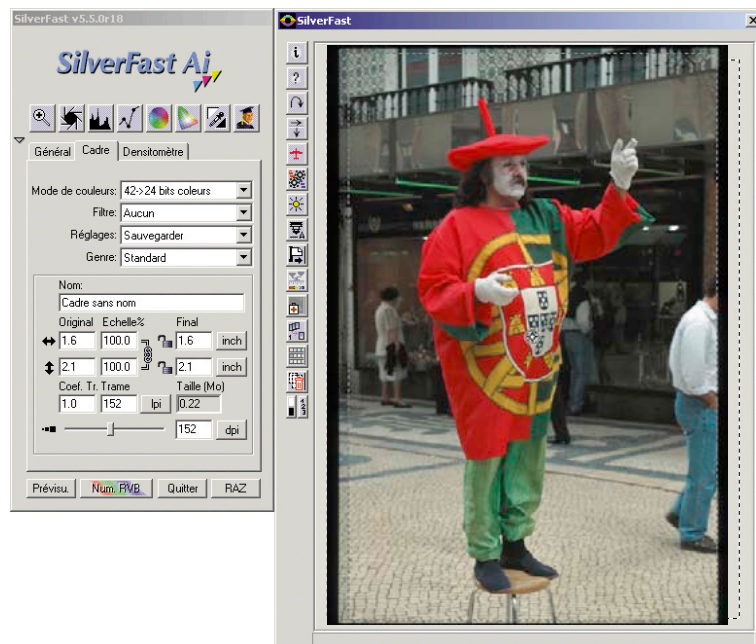 SilverFast v5.5.0r18
SilverFast Ai
Général Cadre Densitomètre
Mode de couleurs: 42->24 bits coleurs
Filtre: Aucun
Réglages: Sauvegarder
Genre: Standard
Nom:
Cadre sans nom
Original Echelle% Final
1.6 100.0 1.6 inch
2.1 100.0 2.1 inch
Coef. Tr. Trame Taille (Mo)
1.0 152 lpi 0.22
152 dpi
Prévisu. Num. RVB Quitter RAZ
SilverFast